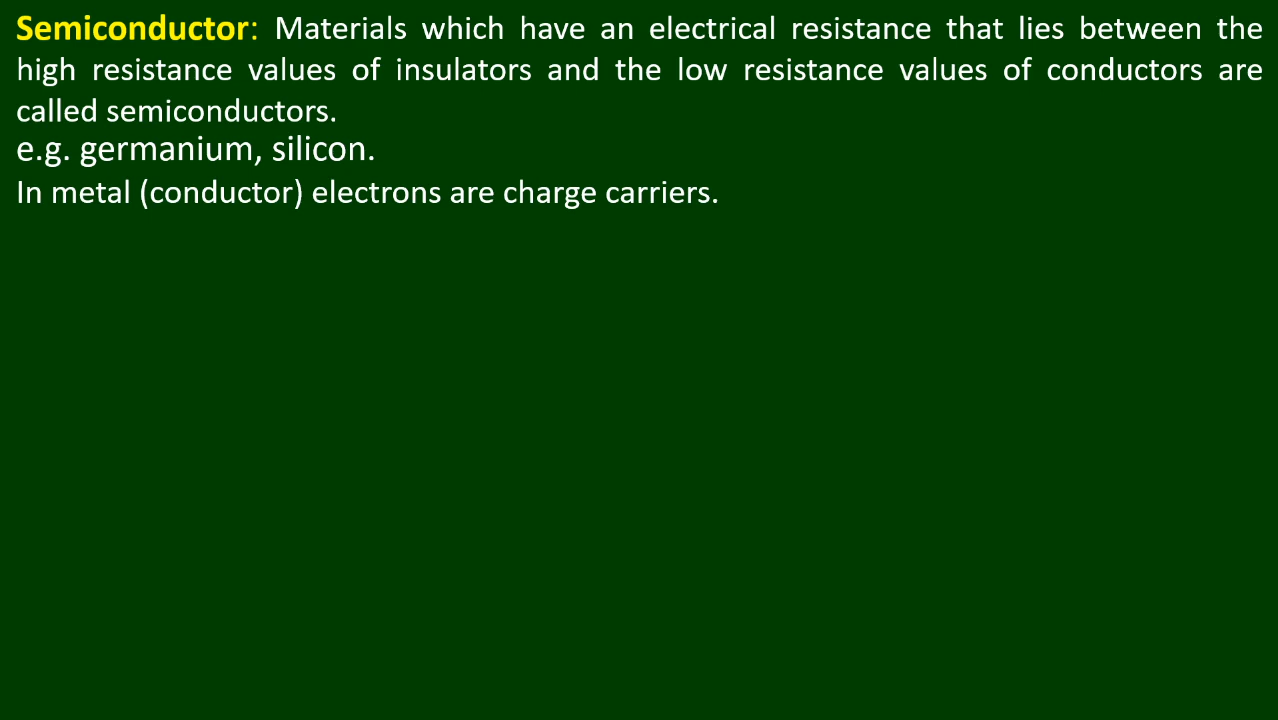 Semiconductor: Materials which have an electrical resistance that lies between the
high resistance values of insulators and the low resistance values of conductors are
called semiconductors.
e.g. germanium, silicon.
In metal (conductor) electrons are charge carriers.